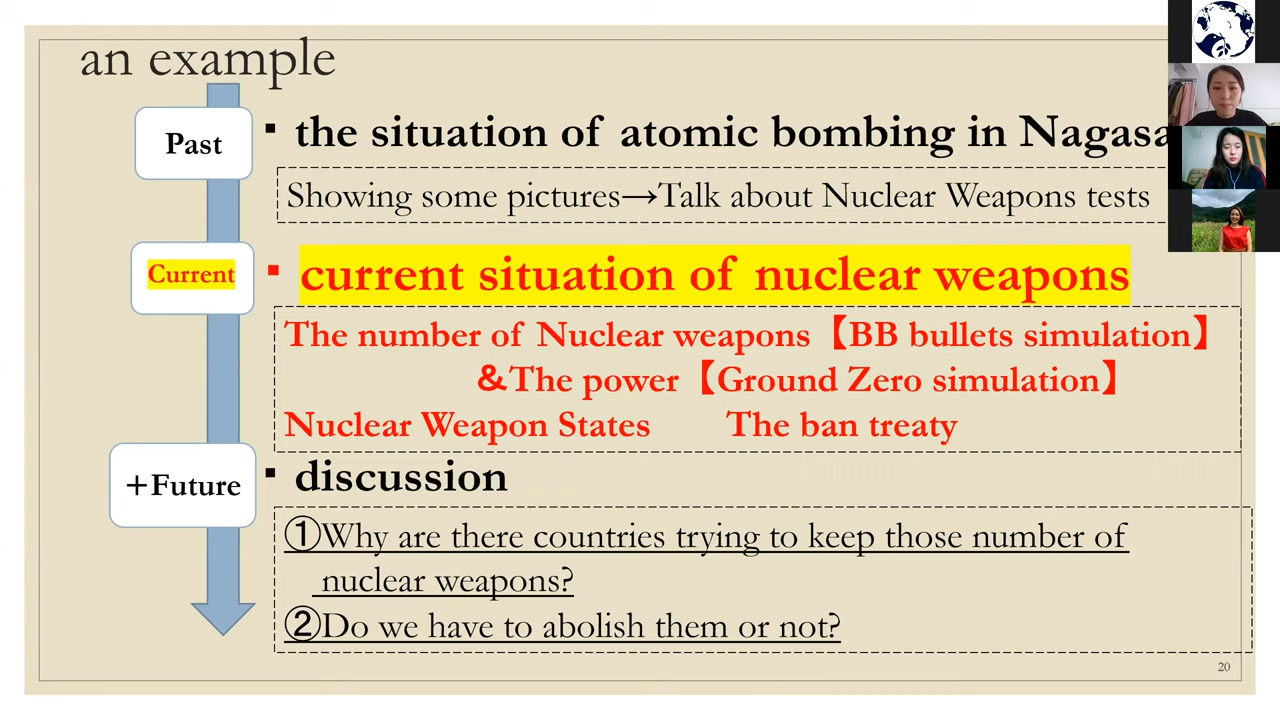 an example
Past
▪ the situation of atomic bombing in Nagasa
Showing some pictures→Talk about Nuclear Weapons tests
Current
▪ current situation of nuclear weapons
The number of Nuclear weapons【BB bullets simulation】
&The power【Ground Zero simulation】
Nuclear Weapon States The ban treaty
+Future
▪ discussion
①Why are there countries trying to keep those number of
nuclear weapons?
②Do we have to abolish them or not?
20